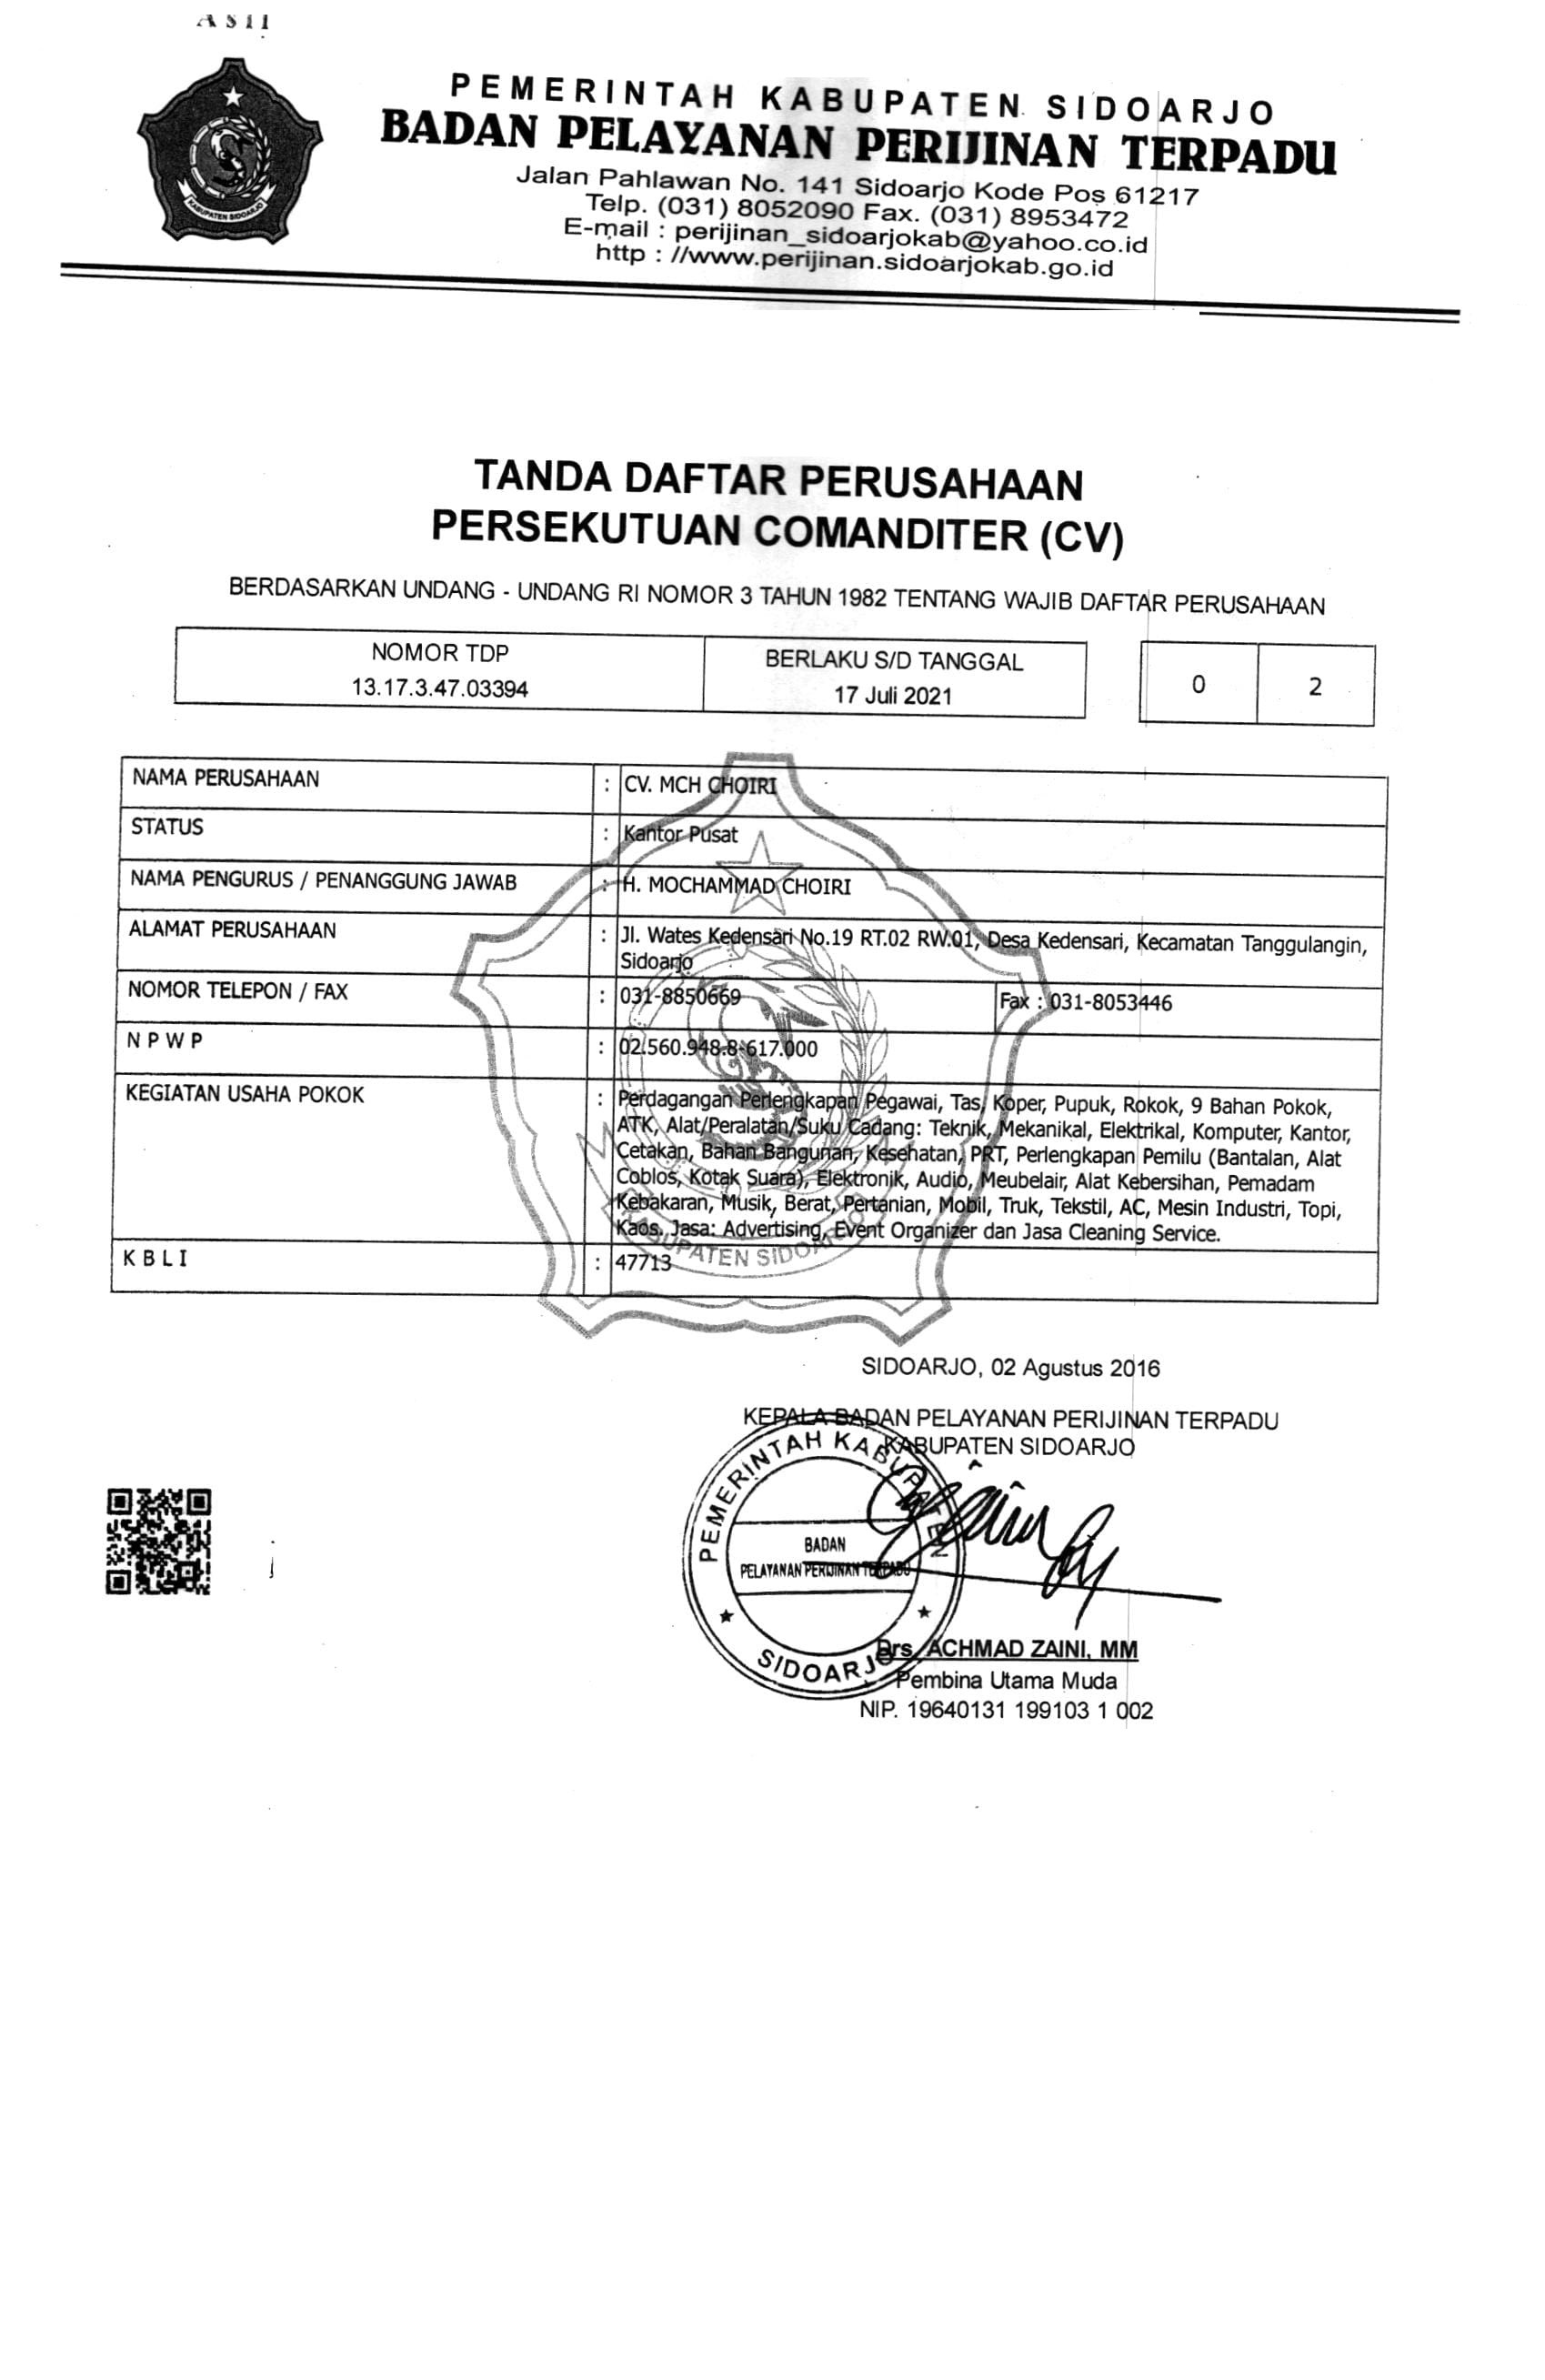 Asli
PEMERINTAH KABUPATEN SIDOARJO
BADAN PELAYANAN PERIJINAN TERPADU
Jalan Pahlawan No. 141 Sidoarjo Kode Pos 61217
Telp. (031) 8052090 Fax. (031) 8953472
E-mail : perijinan_sidoarjokab@yahoo.co.id
http : //www.perijinan.sidoarjokab.go.id
KABUPATEN SIDOARJO
TANDA DAFTAR PERUSAHAAN
PERSEKUTUAN COMANDITER (CV)
BERDASARKAN UNDANG - UNDANG RI NOMOR 3 TAHUN 1982 TENTANG WAJIB DAFTAR PERUSAHAAN
NOMOR TDP
13.17.3.47.03394
BERLAKU S/D TANGGAL
17 Juli 2021
0 2
NAMA PERUSAHAAN : CV. MCH CHOIRI
STATUS : Kantor Pusat
NAMA PENGURUS / PENANGGUNG JAWAB : H. MOCHAMMAD CHOIRI
ALAMAT PERUSAHAAN : Jl. Wates Kedensari No.19 RT.02 RW.01, Desa Kedensari, Kecamatan Tanggulangin,
Sidoarjo
NOMOR TELEPON / FAX : 031-8850669 Fax : 031-8053446
N P W P : 02.560.948.8-617.000
KEGIATAN USAHA POKOK : Perdagangan Perlengkapan Pegawai, Tas, Koper, Pupuk, Rokok, 9 Bahan Pokok,
ATK, Alat/Peralatan/Suku Cadang: Teknik, Mekanikal, Elektrikal, Komputer, Kantor,
Cetakan, Bahan Bangunan, Kesehatan, PRT, Perlengkapan Pemilu (Bantalan, Alat
Coblos, Kotak Suara), Elektronik, Audio, Meubelair, Alat Kebersihan, Pemadam
Kebakaran, Musik, Berat, Pertanian, Mobil, Truk, Tekstil, AC, Mesin Industri, Topi,
Kaos. Jasa: Advertising, Event Organizer dan Jasa Cleaning Service.
KABUPATEN SIDOARJO
K B L I : 47713
SIDOARJO, 02 Agustus 2016
KEPALA BADAN PELAYANAN PERIJINAN TERPADU
KABUPATEN SIDOARJO
PEMERINTAH KABUPATEN
BADAN
PELAYANAN PERIJINAN TERPADU
SIDOARJO
Drs. ACHMAD ZAINI, MM
Pembina Utama Muda
NIP. 19640131 199103 1 002